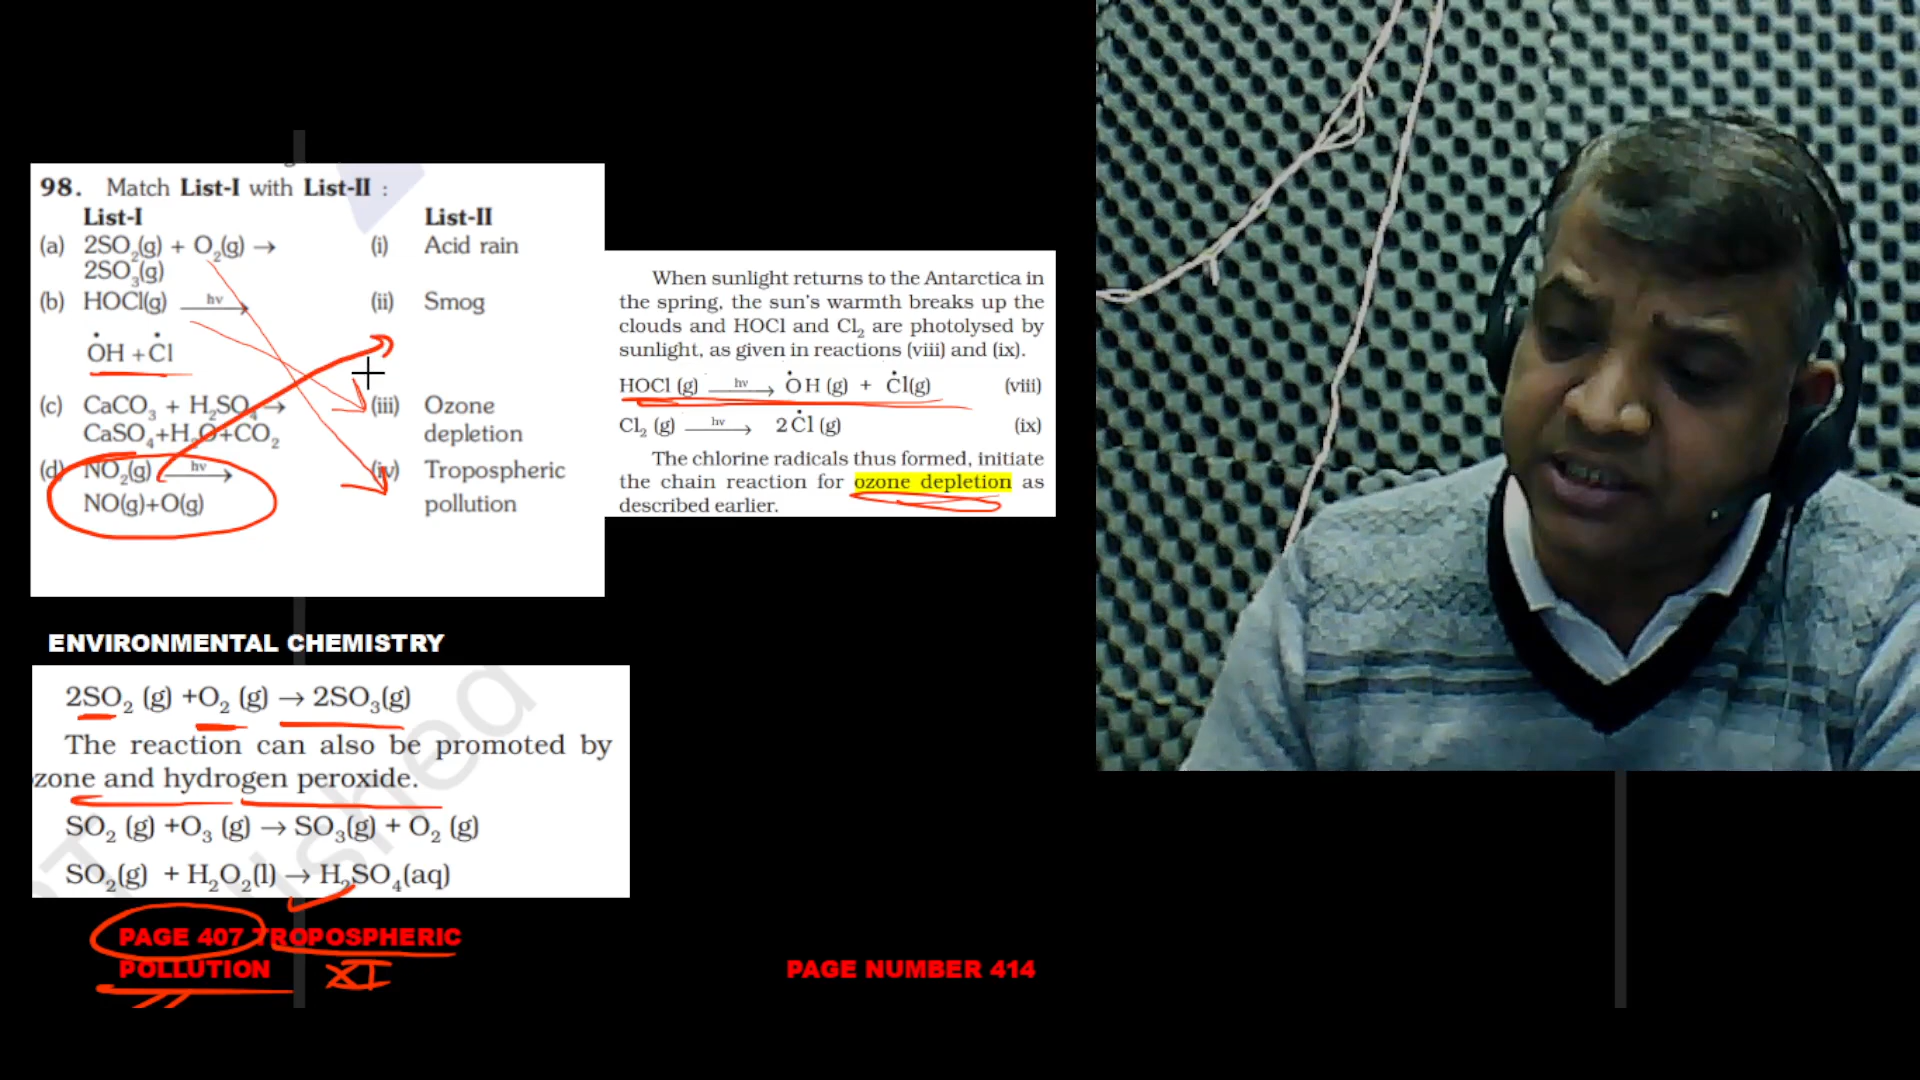 98. Match List-I with List-II :
List-I List-II
(a) 2SO₂(g) + O₂(g) → (i) Acid rain
2SO₃(g)
(b) HOCl(g) —hν→ (ii) Smog
ȮH + Ċl
(c) CaCO₃ + H₂SO₄→ (iii) Ozone
CaSO₄+H₂O+CO₂ depletion
(d) NO₂(g) —hν→ (iv) Tropospheric
NO(g)+O(g) pollution
When sunlight returns to the Antarctica in
the spring, the sun's warmth breaks up the
clouds and HOCl and Cl₂ are photolysed by
sunlight, as given in reactions (viii) and (ix).
HOCl (g) —hν→ ȮH (g) + Ċl(g) (viii)
Cl₂ (g) —hν→ 2Ċl (g) (ix)
The chlorine radicals thus formed, initiate
the chain reaction for ozone depletion as
described earlier.
ENVIRONMENTAL CHEMISTRY
2SO₂ (g) +O₂ (g) → 2SO₃(g)
The reaction can also be promoted by
zone and hydrogen peroxide.
SO₂ (g) +O₃ (g) → SO₃(g) + O₂ (g)
SO₂(g) + H₂O₂(l) → H₂SO₄(aq)
PAGE 407 TROPOSPHERIC
POLLUTION XI
PAGE NUMBER 414